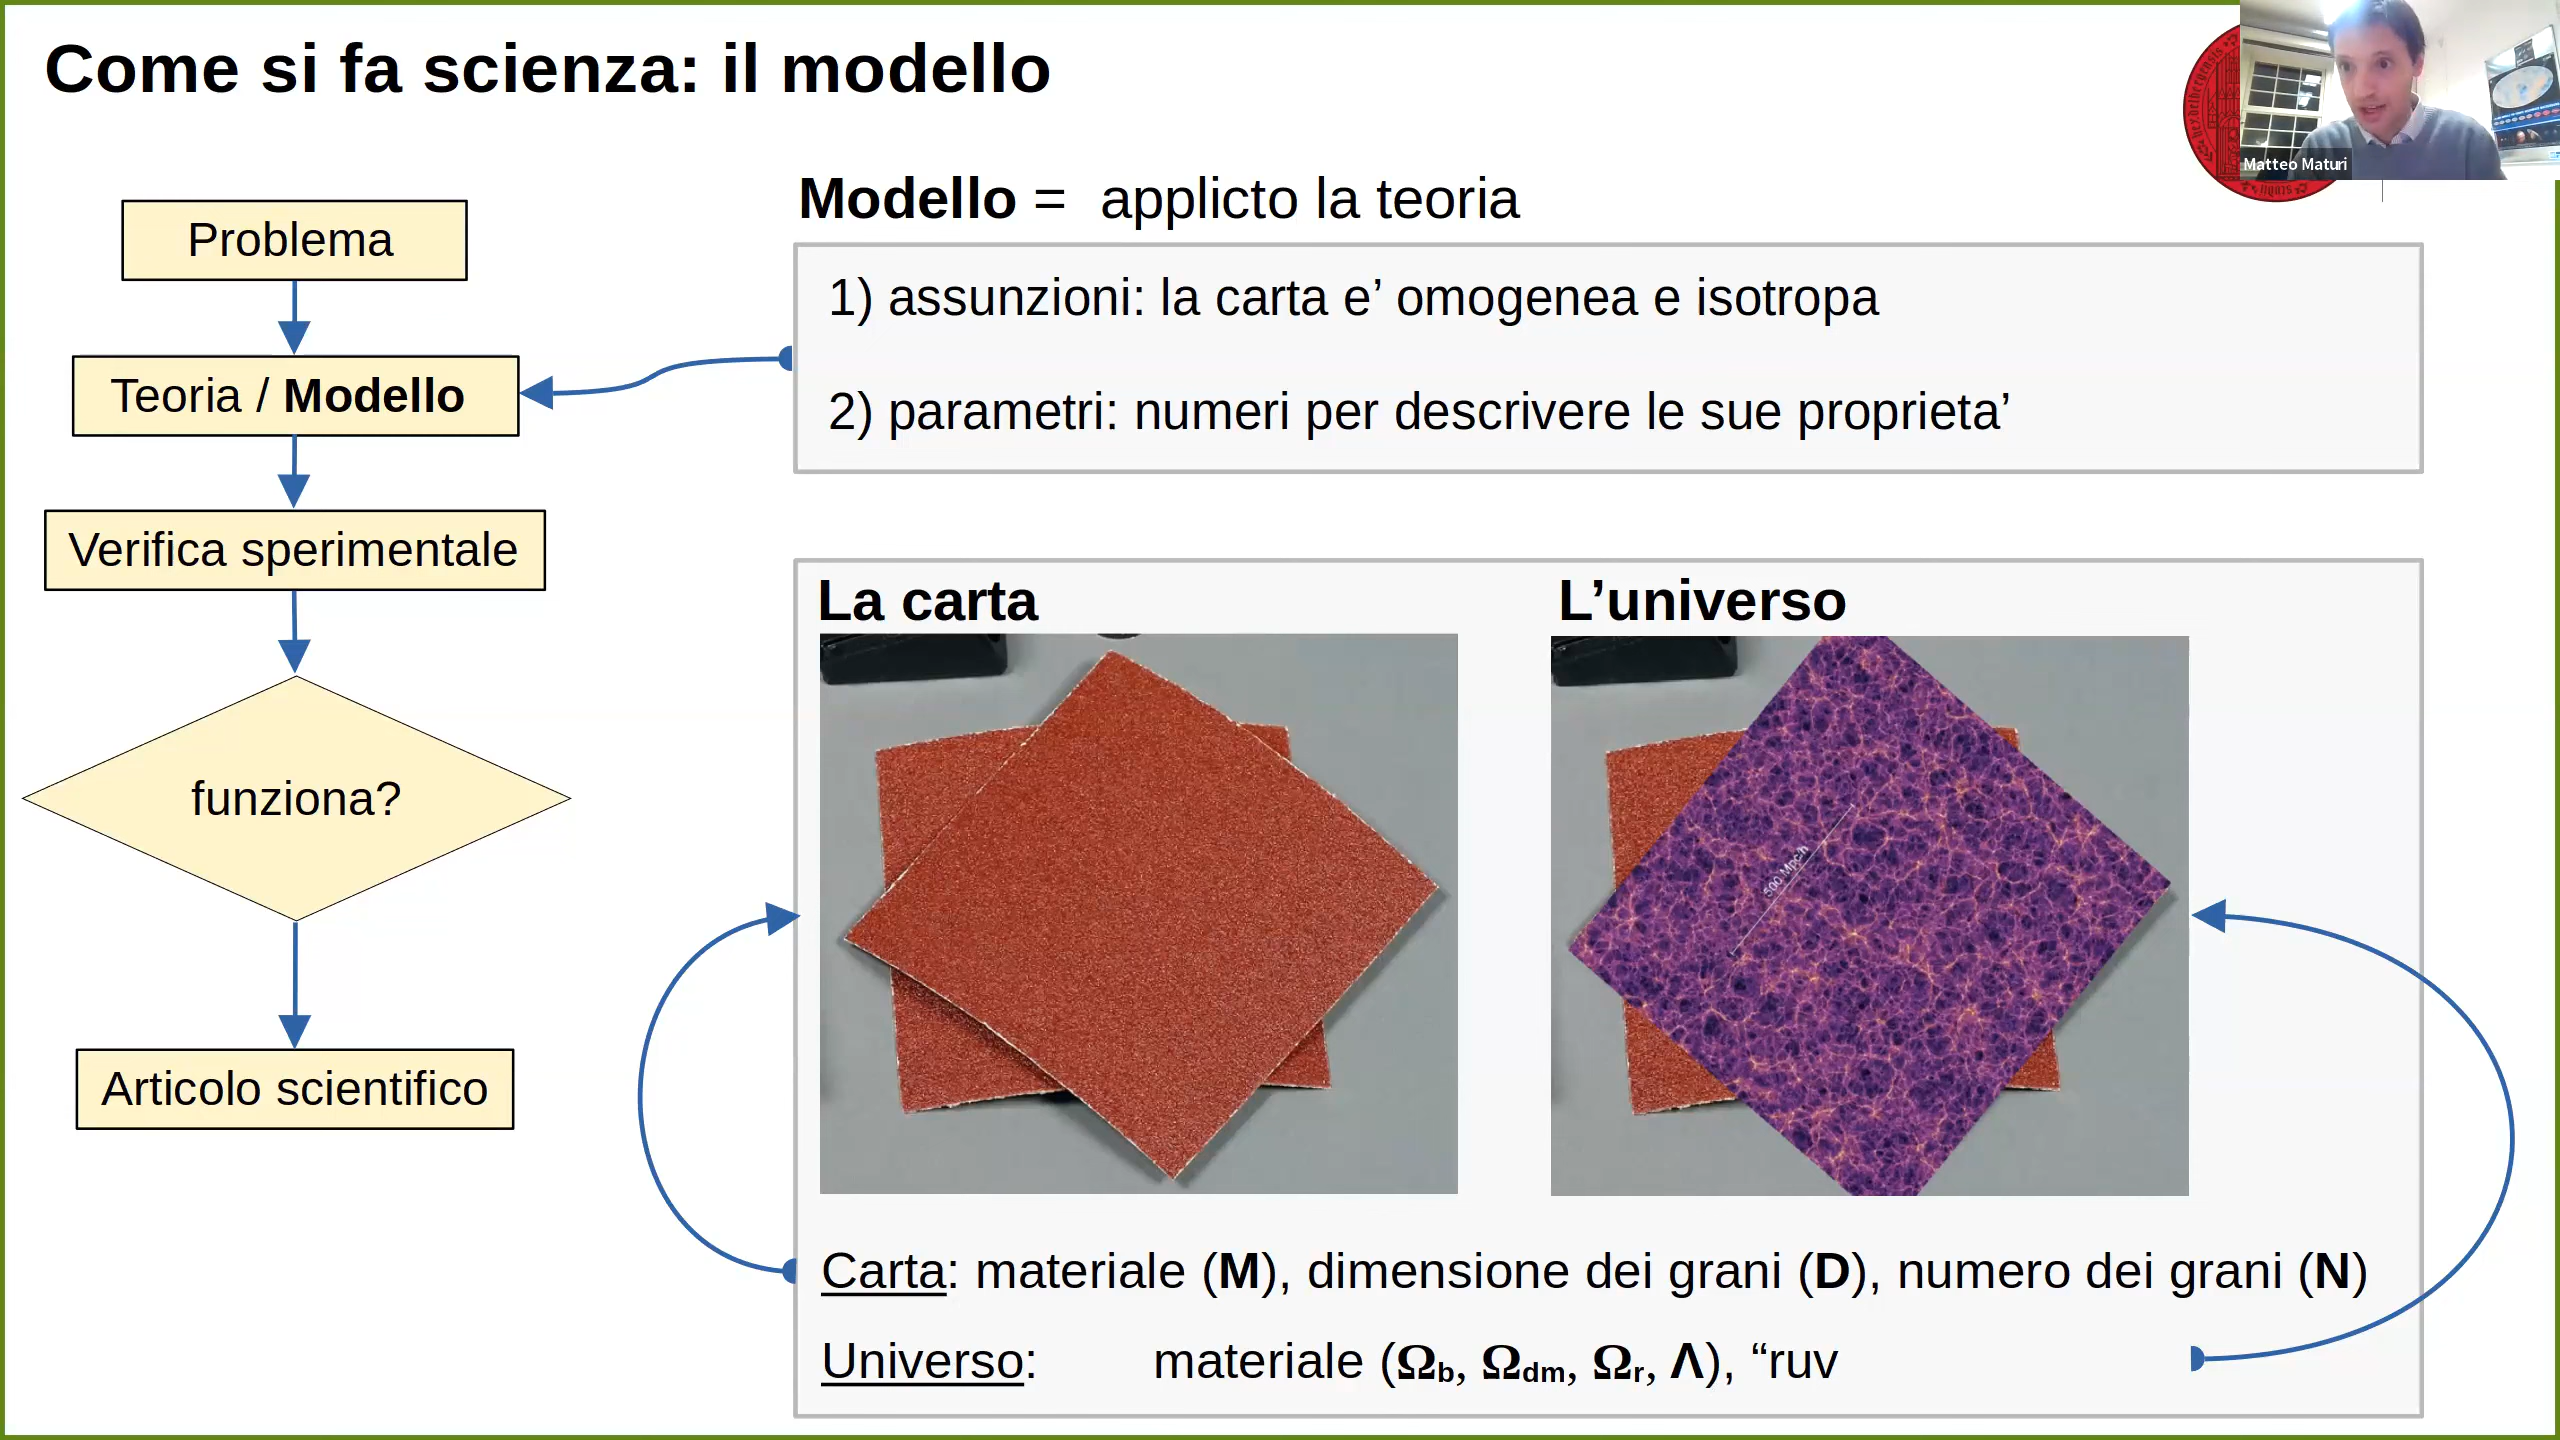 Come si fa scienza: il modello
Matteo Maturi
Problema
Teoria / Modello
Verifica sperimentale
funziona?
Articolo scientifico
Modello = applicto la teoria
1) assunzioni: la carta e’ omogenea e isotropa
2) parametri: numeri per descrivere le sue proprieta’
La carta
L’universo
500 Mpc/h
Carta: materiale (M), dimensione dei grani (D), numero dei grani (N)
Universo: materiale (Ωb, Ωdm, Ωr, Λ), “ruv